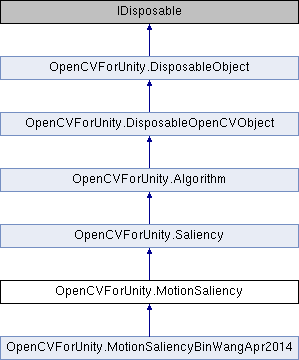 IDisposable
OpenCVForUnity.DisposableObject
OpenCVForUnity.DisposableOpenCVObject
OpenCVForUnity.Algorithm
OpenCVForUnity.Saliency
OpenCVForUnity.MotionSaliency
OpenCVForUnity.MotionSaliencyBinWangApr2014